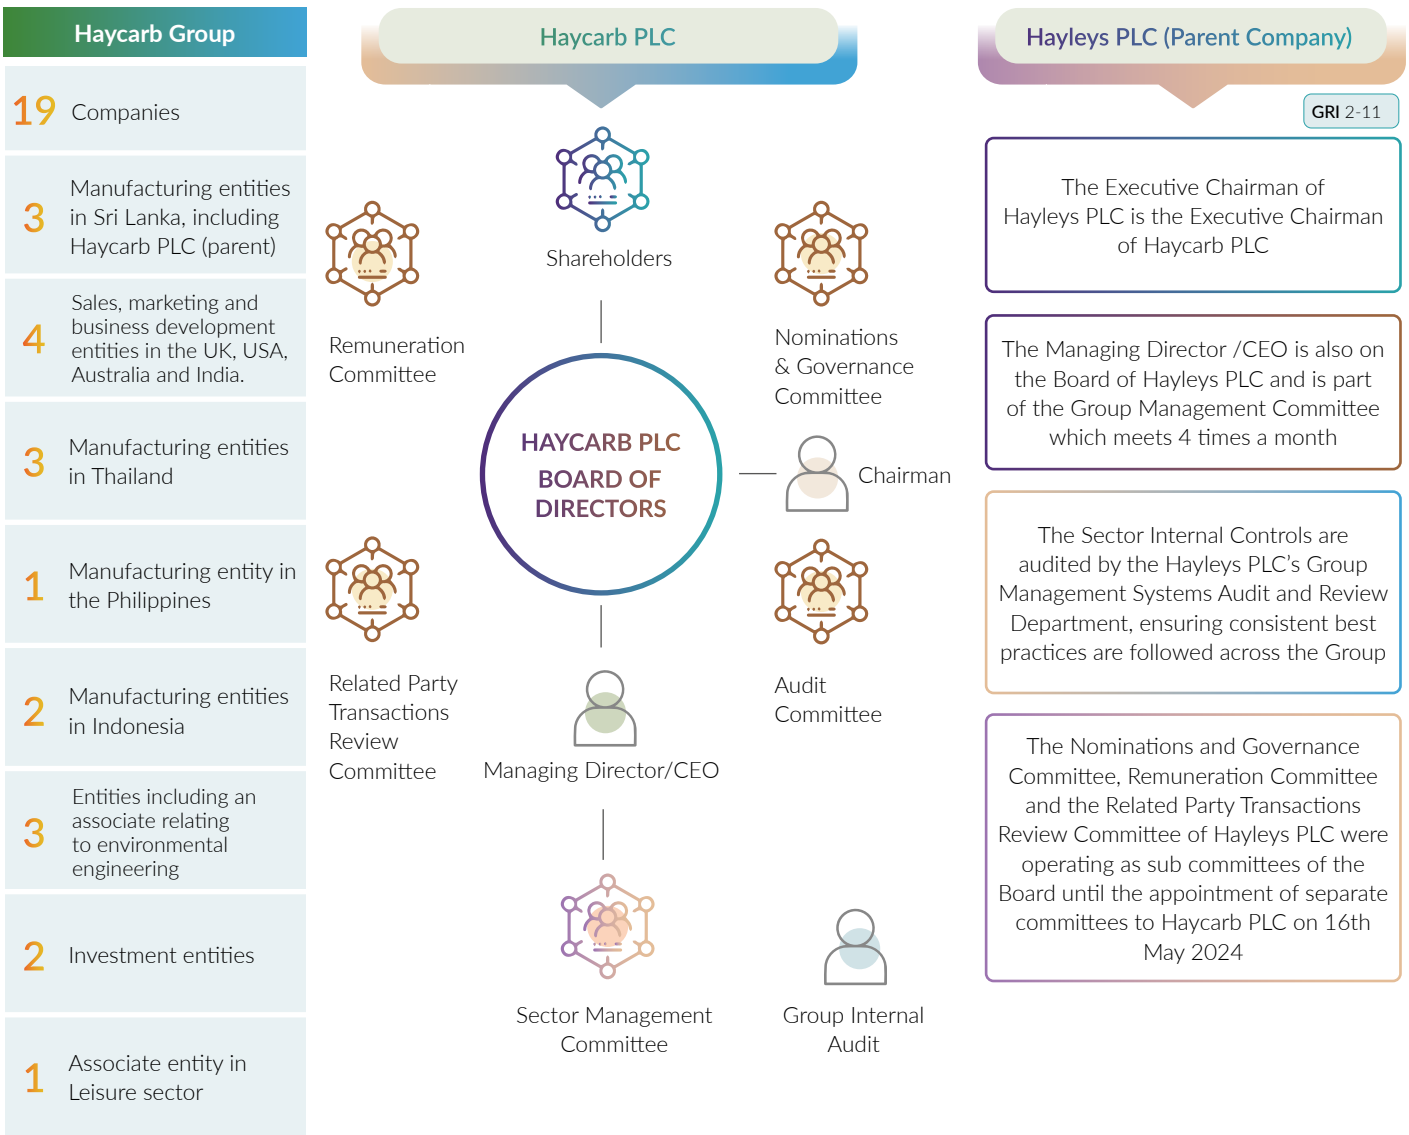 Haycarb Group
19 Companies
3 Manufacturing entities
in Sri Lanka, including
Haycarb PLC (parent)
4 Sales, marketing and
business development
entities in the UK, USA,
Australia and India.
3 Manufacturing entities
in Thailand
1 Manufacturing entity in
the Philippines
2 Manufacturing entities
in Indonesia
3 Entities including an
associate relating
to environmental
engineering
2 Investment entities
1 Associate entity in
Leisure sector
Haycarb PLC
Shareholders
Remuneration
Committee
Nominations
& Governance
Committee
HAYCARB PLC
BOARD OF
DIRECTORS
Chairman
Related Party
Transactions
Review
Committee
Audit
Committee
Managing Director/CEO
Sector Management
Committee
Group Internal
Audit
Hayleys PLC (Parent Company)
GRI 2-11
The Executive Chairman of
Hayleys PLC is the Executive Chairman
of Haycarb PLC
The Managing Director /CEO is also on
the Board of Hayleys PLC and is part
of the Group Management Committee
which meets 4 times a month
The Sector Internal Controls are
audited by the Hayleys PLC’s Group
Management Systems Audit and Review
Department, ensuring consistent best
practices are followed across the Group
The Nominations and Governance
Committee, Remuneration Committee
and the Related Party Transactions
Review Committee of Hayleys PLC were
operating as sub committees of the
Board until the appointment of separate
committees to Haycarb PLC on 16th
May 2024